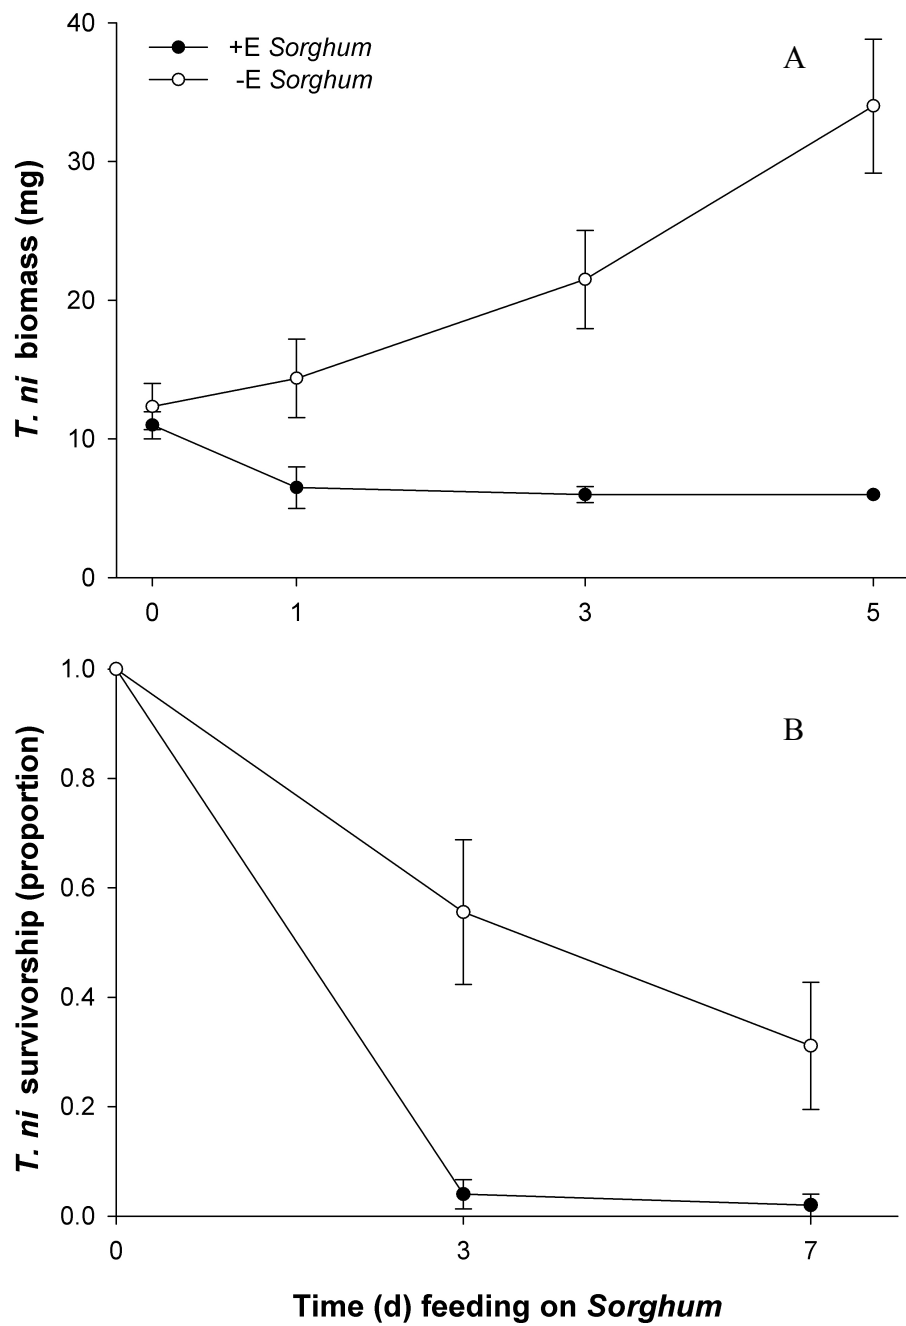 40
+E Sorghum
-E Sorghum
A
30
20
10
0
T. ni biomass (mg)
0 1 3 5
1.0
B
0.8
0.6
0.4
0.2
0.0
T. ni survivorship (proportion)
0 3 7
Time (d) feeding on Sorghum